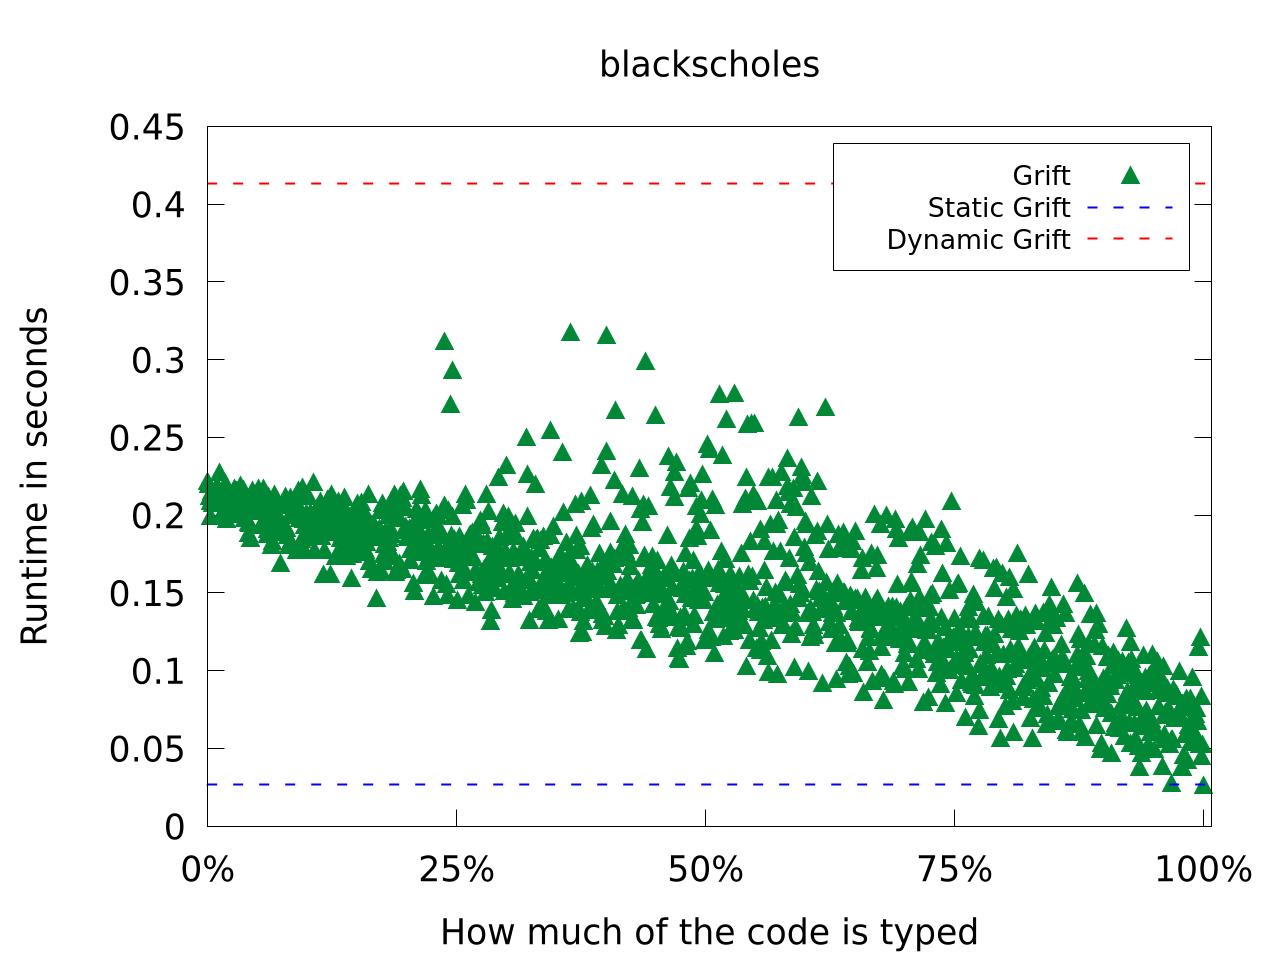 blackscholes
0.45
0.4
0.35
0.3
0.25
0.2
0.15
0.1
0.05
0
Runtime in seconds
Grift
Static Grift
Dynamic Grift
0% 25% 50% 75% 100%
How much of the code is typed